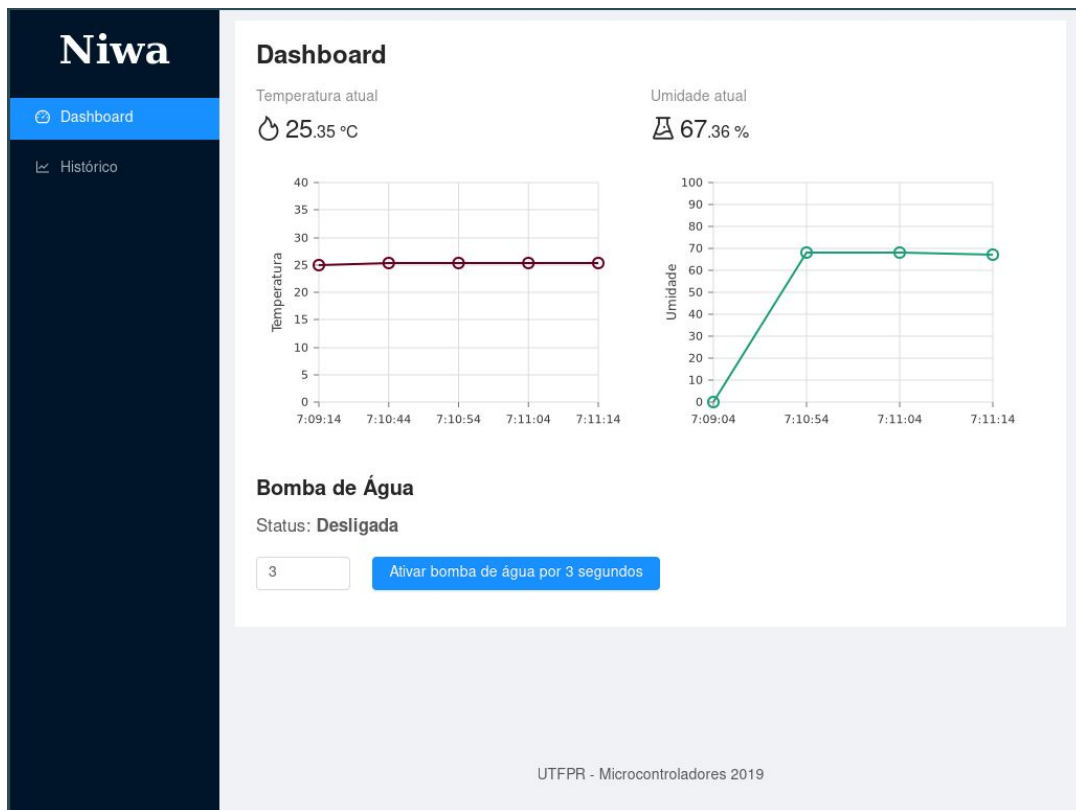 Niwa
Dashboard
Histórico
Dashboard
Temperatura atual
25.35 ºC
Umidade atual
67.36 %
40
35
30
25
20
15
10
5
0
Temperatura
7:09:14 7:10:44 7:10:54 7:11:04 7:11:14
100
90
80
70
60
50
40
30
20
10
0
Umidade
7:09:04 7:10:54 7:11:04 7:11:14
Bomba de Água
Status: Desligada
3
Ativar bomba de água por 3 segundos
UTFPR - Microcontroladores 2019